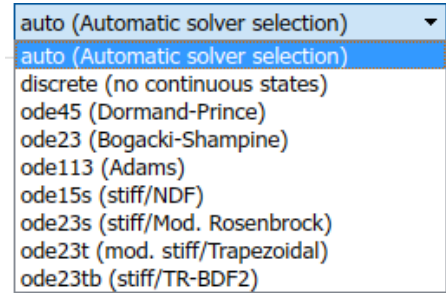 auto (Automatic solver selection)
auto (Automatic solver selection)
discrete (no continuous states)
ode45 (Dormand-Prince)
ode23 (Bogacki-Shampine)
ode113 (Adams)
ode15s (stiff/NDF)
ode23s (stiff/Mod. Rosenbrock)
ode23t (mod. stiff/Trapezoidal)
ode23tb (stiff/TR-BDF2)